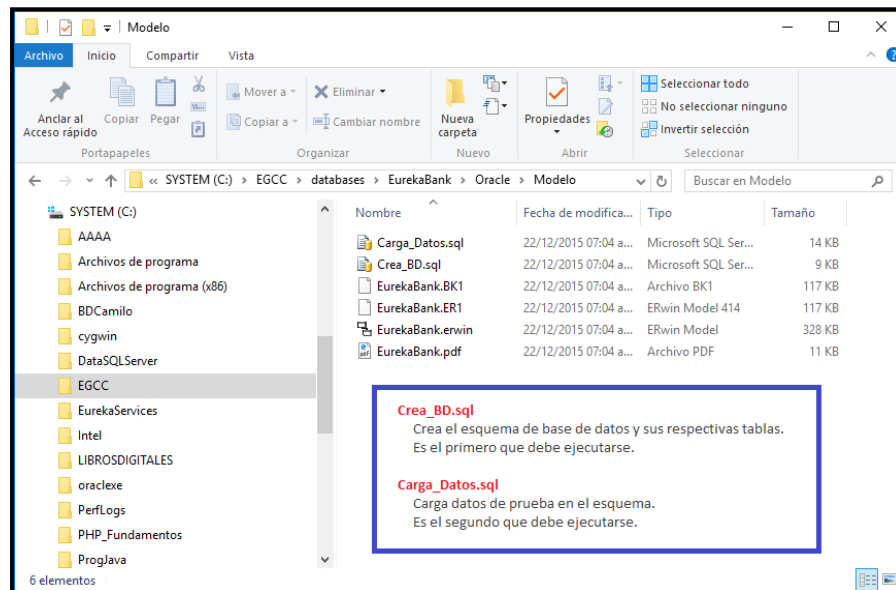 Modelo
Archivo Inicio Compartir Vista
Anclar al Acceso rápido
Copiar
Pegar
Portapapeles
Mover a
Copiar a
Eliminar
Cambiar nombre
Organizar
Nueva carpeta
Nuevo
Propiedades
Abrir
Seleccionar todo
No seleccionar ninguno
Invertir selección
Seleccionar
« SYSTEM (C:) > EGCC > databases > EurekaBank > Oracle > Modelo
Buscar en Modelo
SYSTEM (C:)
AAAA
Archivos de programa
Archivos de programa (x86)
BDCamilo
cygwin
DataSQLServer
EGCC
EurekaServices
Intel
LIBROSDIGITALES
oraclexe
PerfLogs
PHP_Fundamentos
ProgJava
Nombre Fecha de modifica... Tipo Tamaño
Carga_Datos.sql 22/12/2015 07:04 a... Microsoft SQL Ser... 14 KB
Crea_BD.sql 22/12/2015 07:04 a... Microsoft SQL Ser... 9 KB
EurekaBank.BK1 22/12/2015 07:04 a... Archivo BK1 117 KB
EurekaBank.ER1 22/12/2015 07:04 a... ERwin Model 414 117 KB
EurekaBank.erwin 22/12/2015 07:04 a... ERwin Model 328 KB
EurekaBank.pdf 22/12/2015 07:04 a... Archivo PDF 11 KB
Crea_BD.sql
Crea el esquema de base de datos y sus respectivas tablas.
Es el primero que debe ejecutarse.
Carga_Datos.sql
Carga datos de prueba en el esquema.
Es el segundo que debe ejecutarse.
6 elementos